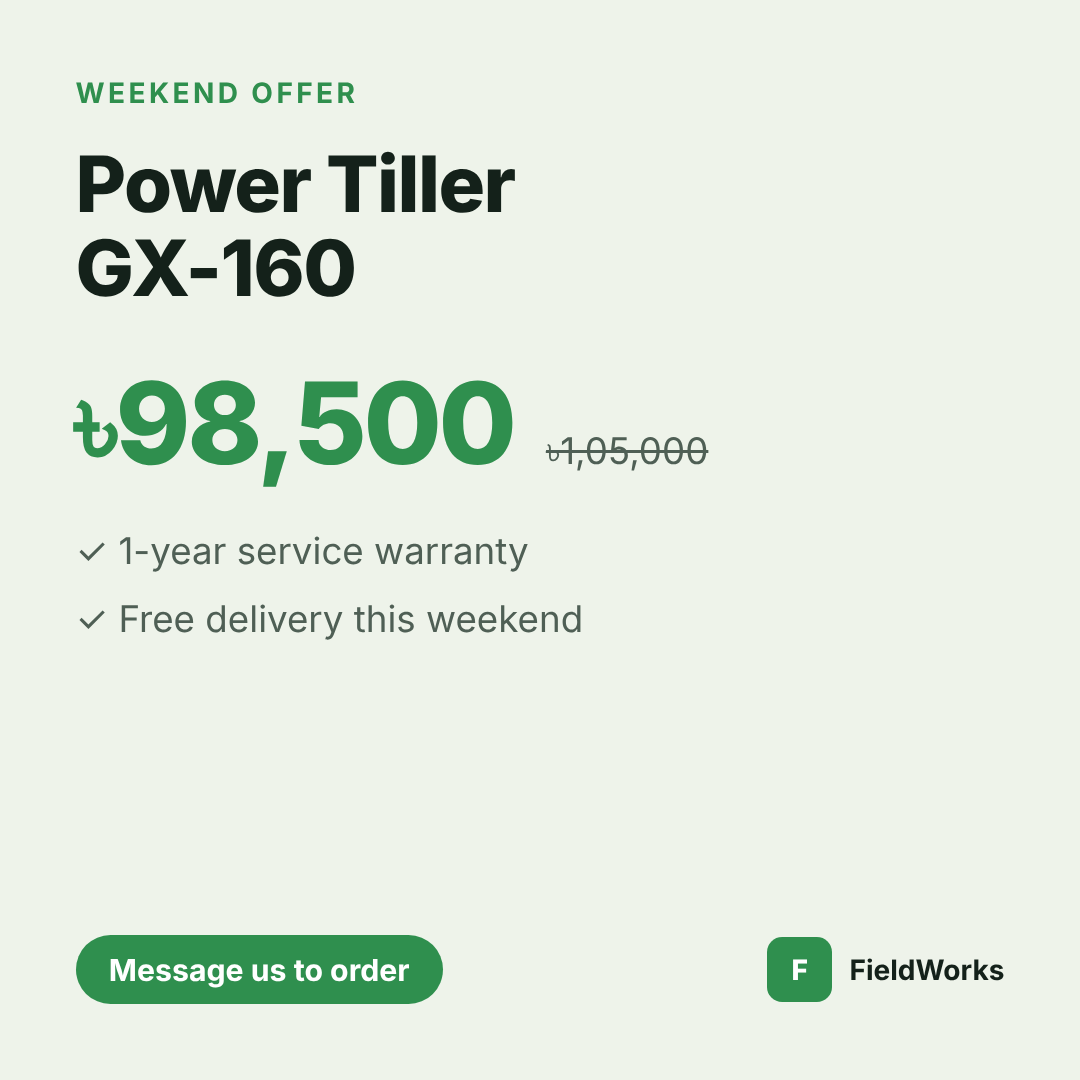 WEEKEND OFFER
Power Tiller
GX-160
৳98,500 ৳1,05,000
✓ 1-year service warranty
✓ Free delivery this weekend
Message us to order
F FieldWorks